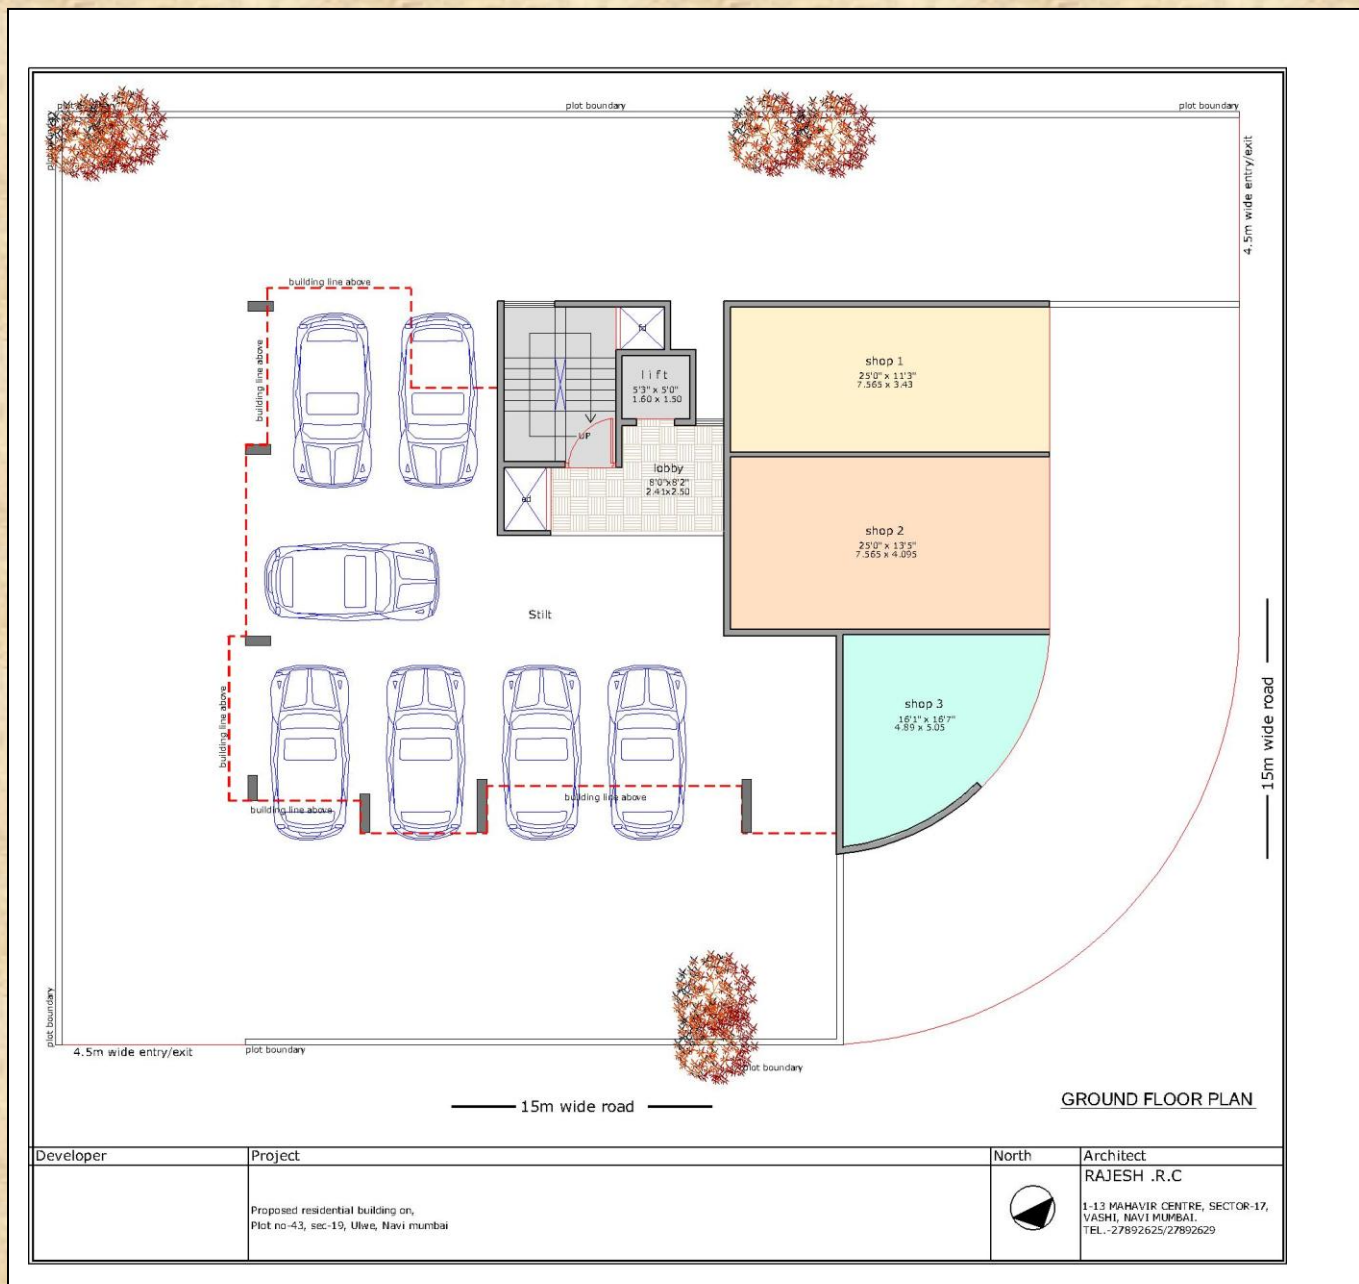 plot boundary
plot boundary
plot boundary
plot boundary
4.5m wide entry/exit
building line above
building line above
fd
lift
5'3" x 5'0"
1.60 x 1.50
UP
lobby
8'0"x8'2"
2.41x2.50
ed
shop 1
25'0" x 11'3"
7.565 x 3.43
shop 2
25'0" x 13'5"
7.565 x 4.095
Stilt
shop 3
16'1" x 16'7"
4.89 x 5.05
15m wide road
building line above
building line above
building line above
plot boundary
4.5m wide entry/exit
plot boundary
plot boundary
15m wide road
GROUND FLOOR PLAN
Developer
Project
North
Architect
RAJESH .R.C
Proposed residential building on,
Plot no-43, sec-19, Ulwe, Navi mumbai
1-13 MAHAVIR CENTRE, SECTOR-17,
VASHI, NAVI MUMBAI.
TEL.-27892625/27892629